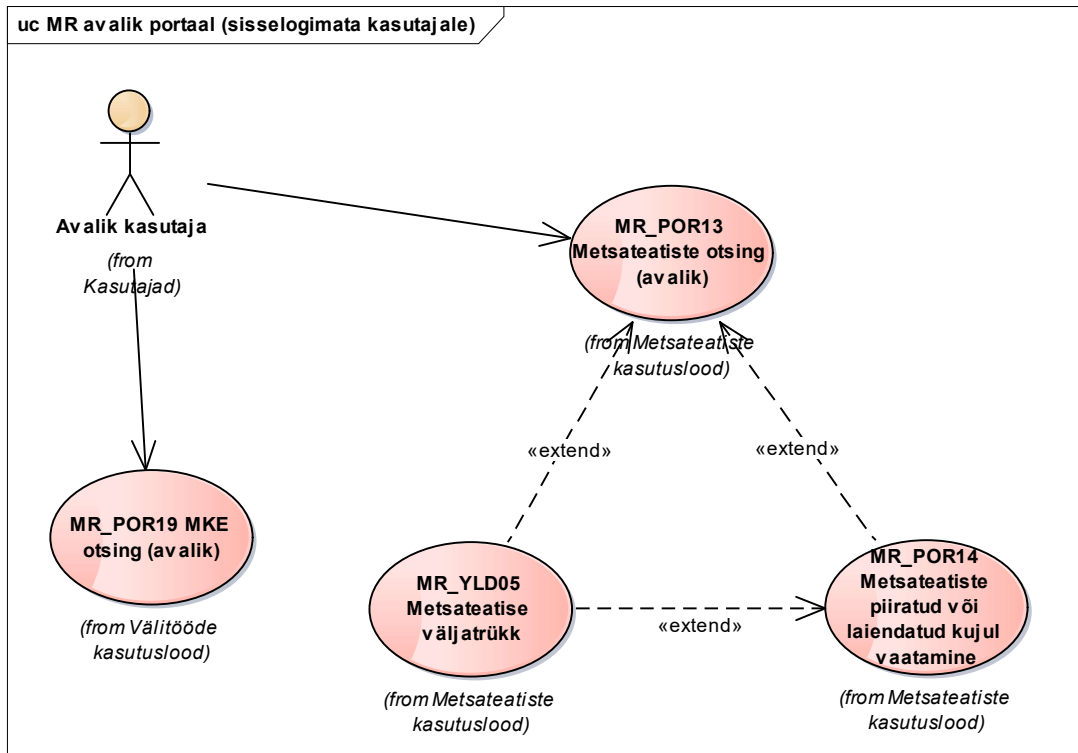 uc MR avalik portaal (sisselogimata kasutajale)
Avalik kasutaja
(from
Kasutajad)
MR_POR13
Metsateatiste otsing
(avalik)
(from Metsateatiste
kasutuslood)
«extend»
«extend»
MR_POR19 MKE
otsing (avalik)
(from Välitööde
kasutuslood)
MR_YLD05
Metsateatise
väljatrükk
(from Metsateatiste
kasutuslood)
«extend»
MR_POR14
Metsateatiste
piiratud või
laiendatud kujul
vaatamine
(from Metsateatiste
kasutuslood)